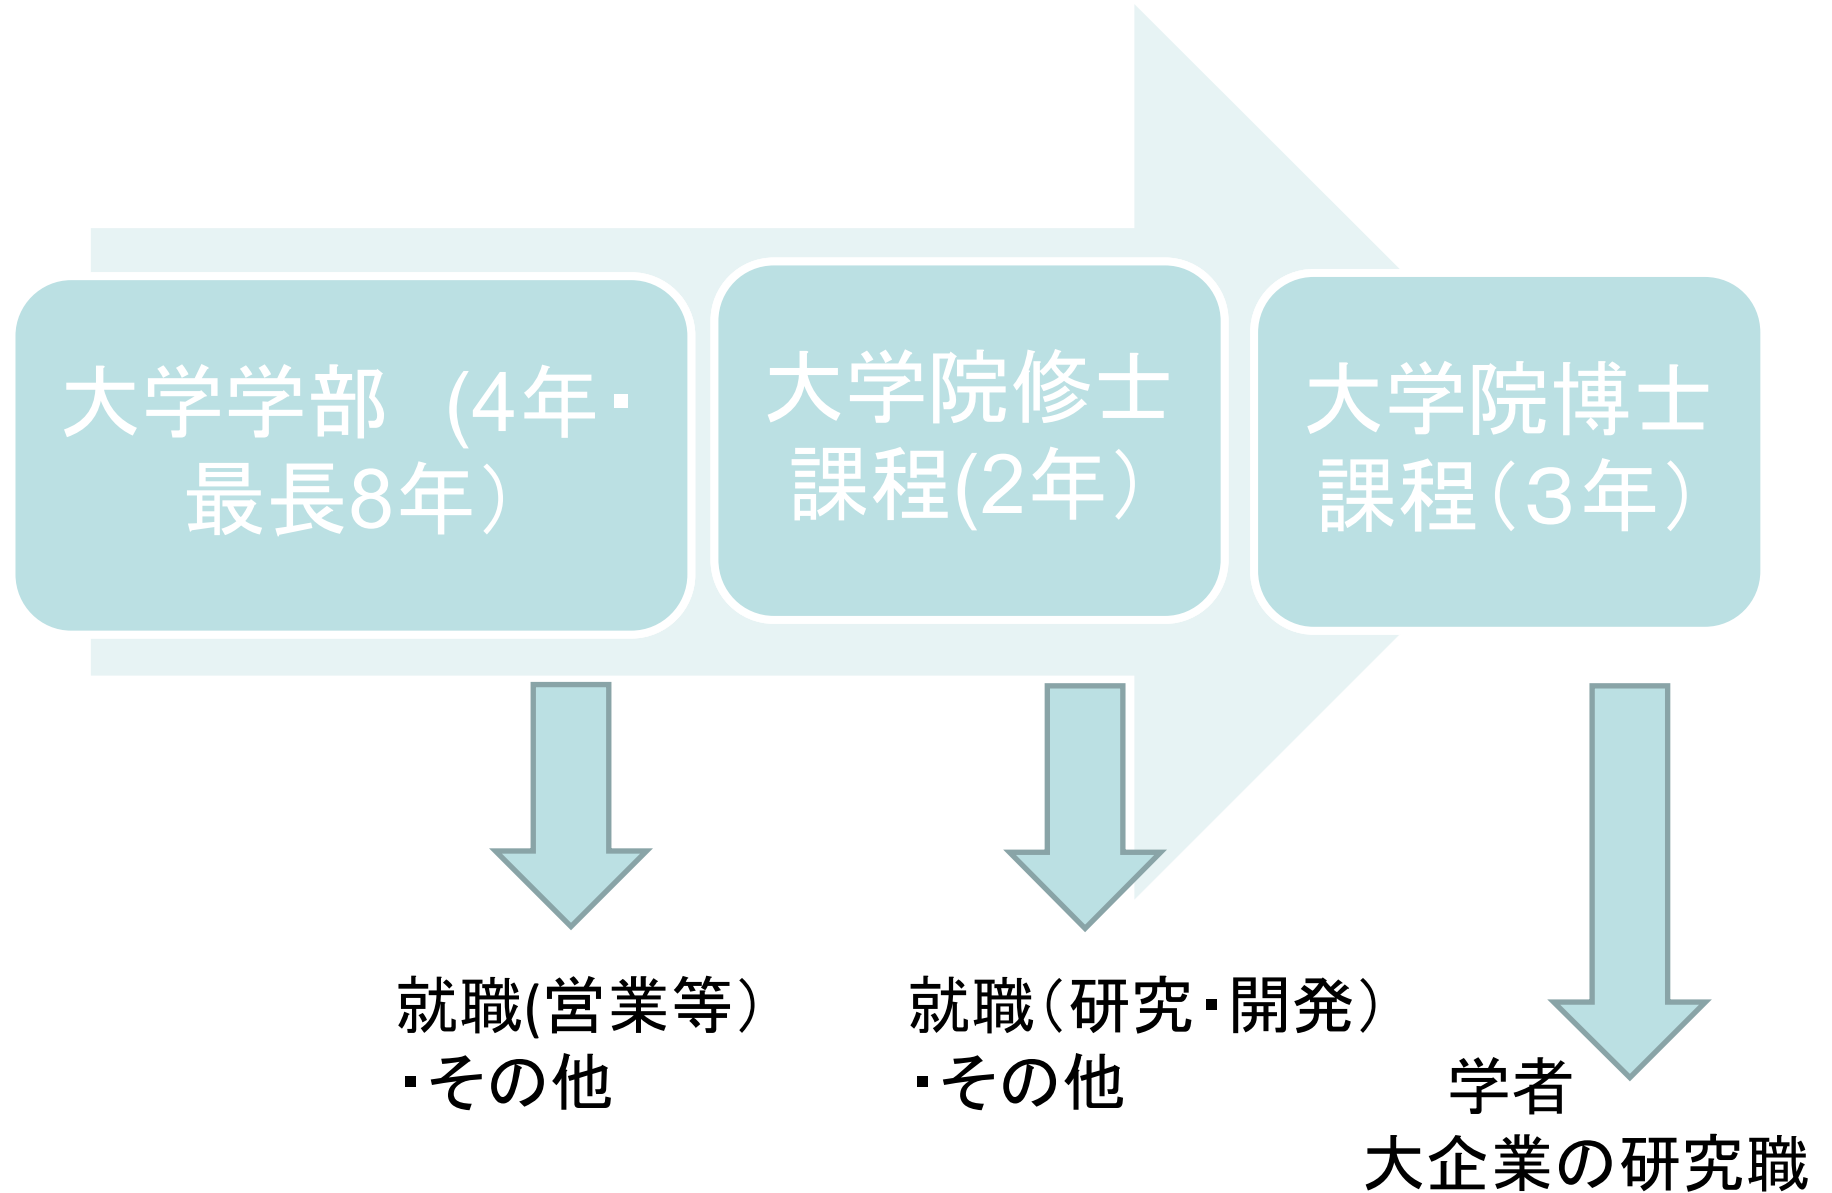 大学学部 (4年・
最長8年）
大学院修士
課程(2年）
大学院博士
課程（３年）
就職(営業等）
・その他
就職（研究・開発）
・その他
学者
大企業の研究職